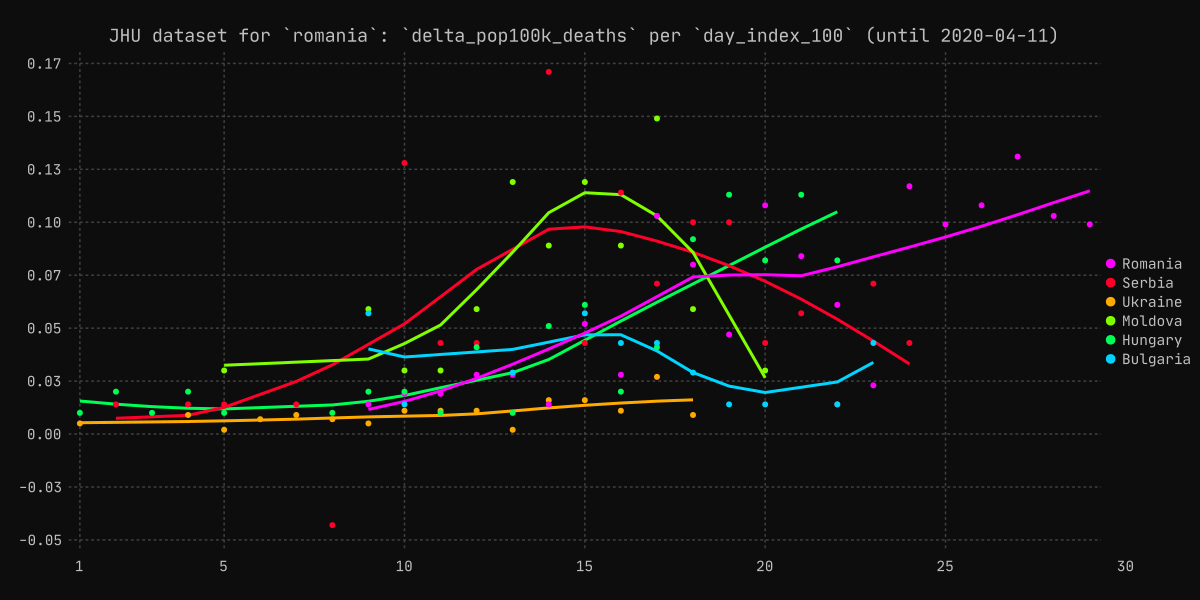 JHU dataset for `romania`: `delta_pop100k_deaths` per `day_index_100` (until 2020-04-11)
0.17
0.15
0.13
0.10
0.07
0.05
0.03
0.00
-0.03
-0.05
1 5 10 15 20 25 30
Romania
Serbia
Ukraine
Moldova
Hungary
Bulgaria